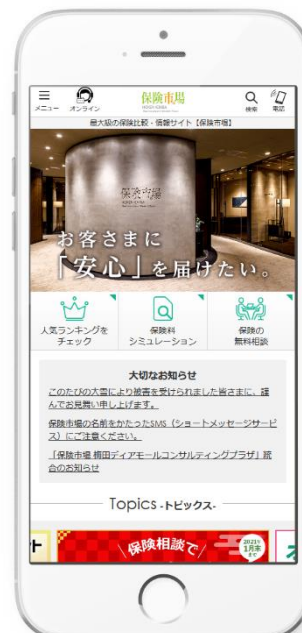 保険市場
メニュー
オンライン
検索
電話
最大級の保険比較・情報サイト【保険市場】
保険市場
お客さまに
「安心」を届けたい。
人気ランキングを
チェック
保険料
シミュレーション
保険の
無料相談
大切なお知らせ
このたびの大雪により被害を受けられました皆さまに、謹
んでお見舞い申し上げます。
保険市場の名前をかたったSMS（ショートメッセージサービ
ス）にご注意ください。
「保険市場 梅田ディアモールコンサルティングプラザ」統
合のお知らせ
Topics -トピックス-
ト
保険相談で
2021年
1月末
まで